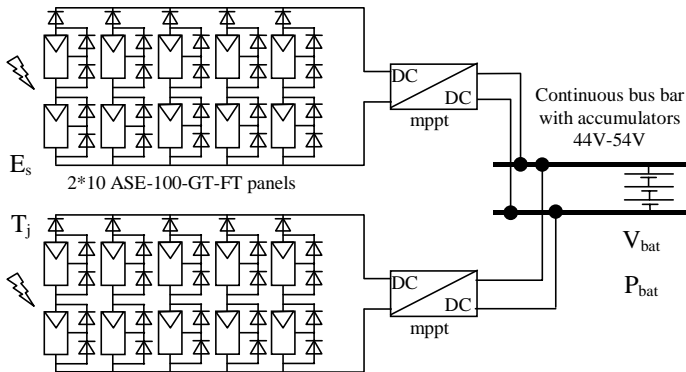 DC
DC
mppt
Continuous bus bar
with accumulators
44V-54V
Es
2*10 ASE-100-GT-FT panels
Tj
Vbat
DC
Pbat
DC
mppt